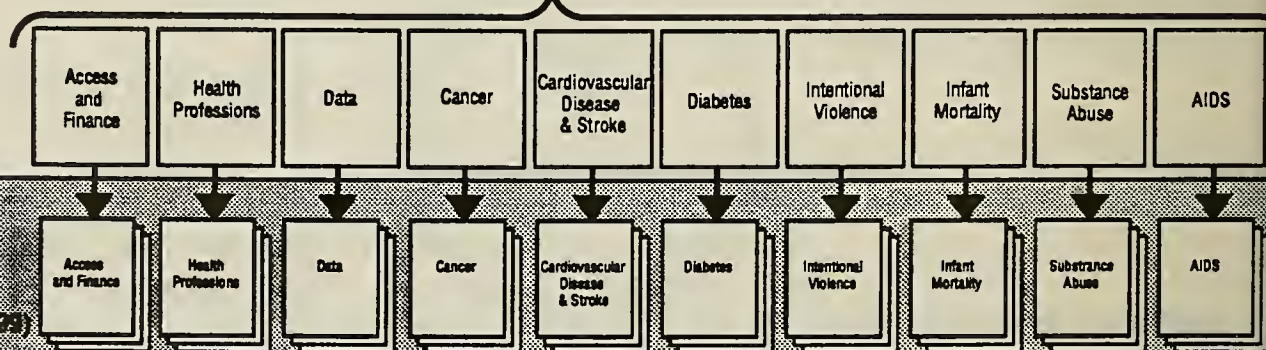 Access
and
Finance
Health
Professions
Data
Cancer
Cardiovascular
Disease
& Stroke
Diabetes
Intentional
Violence
Infant
Mortality
Substance
Abuse
AIDS
Access
and Finance
Health
Professions
Data
Cancer
Cardiovascular
Disease
& Stroke
Diabetes
Intentional
Violence
Infant
Mortality
Substrance
Abuse
AIDS